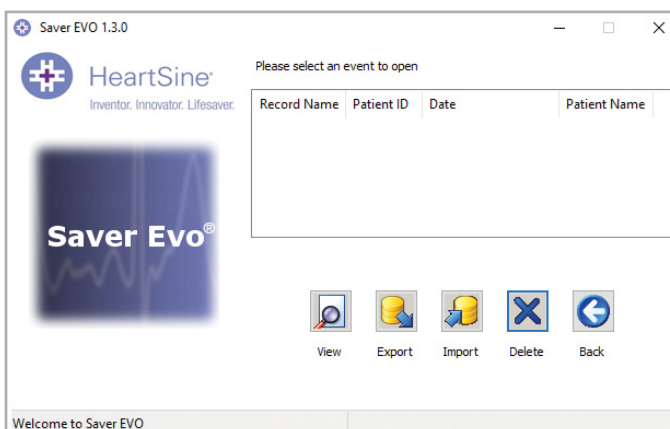 Saver EVO 1.3.0
HeartSine®
Inventor. Innovator. Lifesaver.
Saver Evo®
Please select an event to open
Record Name Patient ID Date Patient Name
View Export Import Delete Back
Welcome to Saver EVO